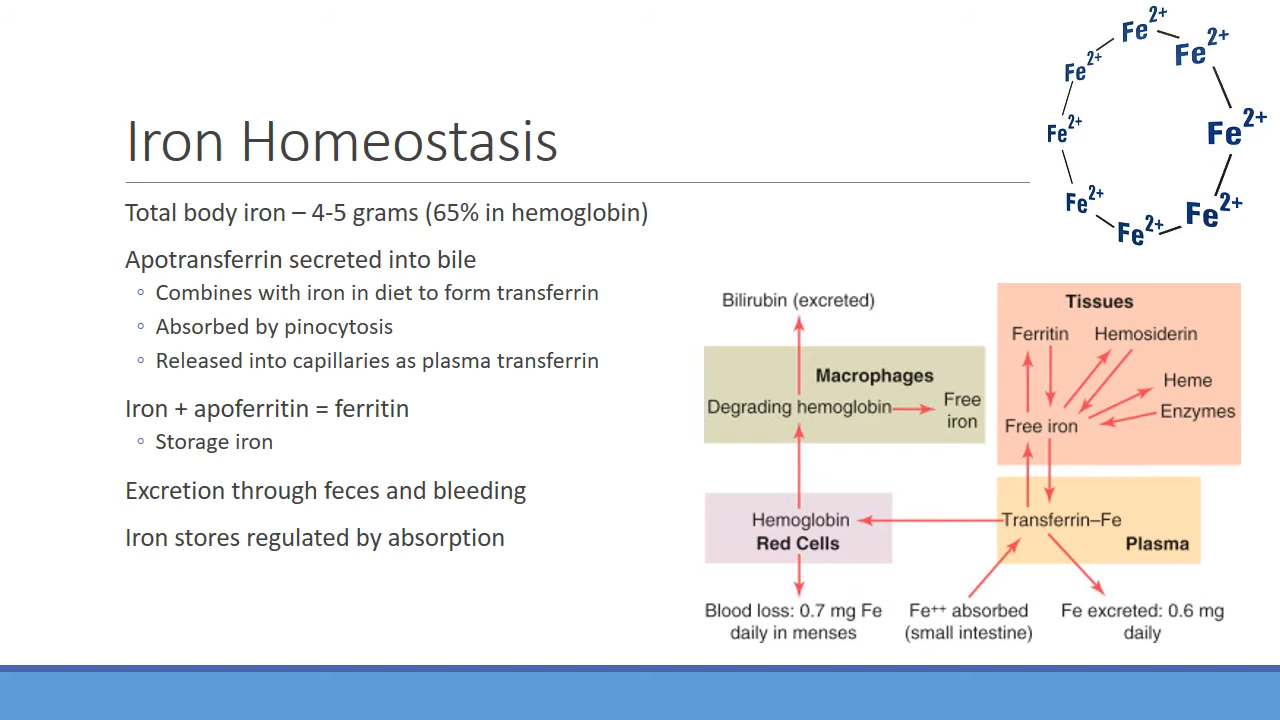 Iron Homeostasis
Total body iron – 4-5 grams (65% in hemoglobin)
Apotransferrin secreted into bile
◦ Combines with iron in diet to form transferrin
◦ Absorbed by pinocytosis
◦ Released into capillaries as plasma transferrin
Iron + apoferritin = ferritin
◦ Storage iron
Excretion through feces and bleeding
Iron stores regulated by absorption
Fe2+
Fe2+
Fe2+
Fe2+
Fe2+
Fe2+
Fe2+
Fe2+
Bilirubin (excreted)
Macrophages
Degrading hemoglobin
Free
iron
Tissues
Ferritin
Hemosiderin
Heme
Enzymes
Free iron
Hemoglobin
Red Cells
Transferrin–Fe
Plasma
Blood loss: 0.7 mg Fe
daily in menses
Fe++ absorbed
(small intestine)
Fe excreted: 0.6 mg
daily